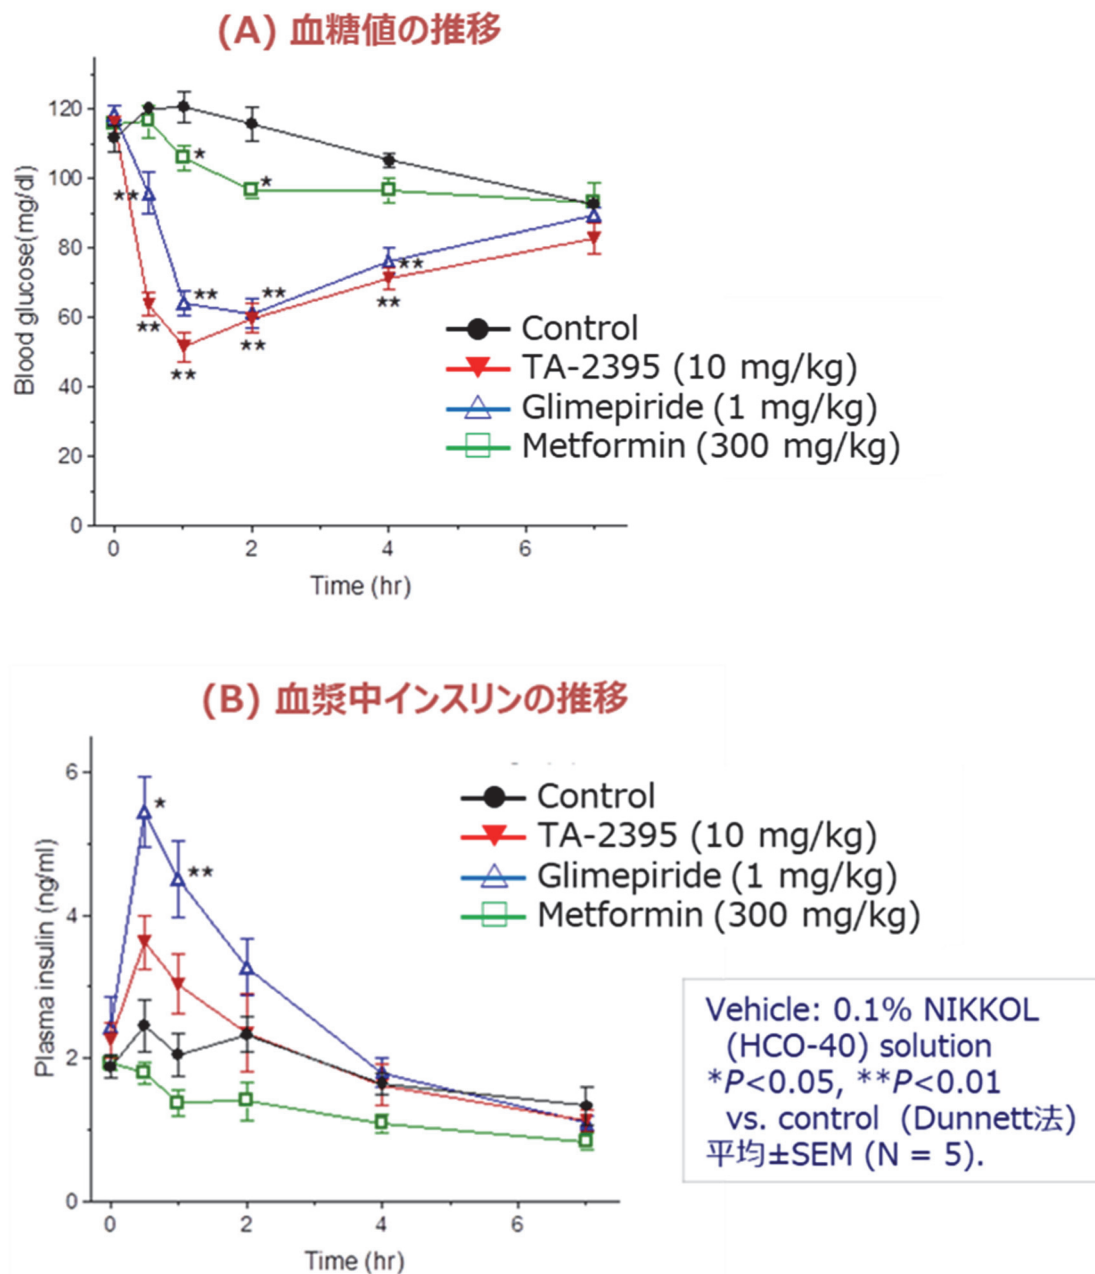 (A) 血糖値の推移
Blood glucose(mg/dl)
120
100
80
60
40
20
0
**
*
*
**
**
**
**
**
**
**
**
Control
TA-2395 (10 mg/kg)
Glimepiride (1 mg/kg)
Metformin (300 mg/kg)
0
2
4
6
Time (hr)
(B) 血漿中インスリンの推移
Plasma insulin (ng/ml)
6
4
2
0
*
**
Control
TA-2395 (10 mg/kg)
Glimepiride (1 mg/kg)
Metformin (300 mg/kg)
0
2
4
6
Time (hr)
Vehicle: 0.1% NIKKOL
(HCO-40) solution
*P<0.05, **P<0.01
vs. control (Dunnett法)
平均±SEM (N = 5).